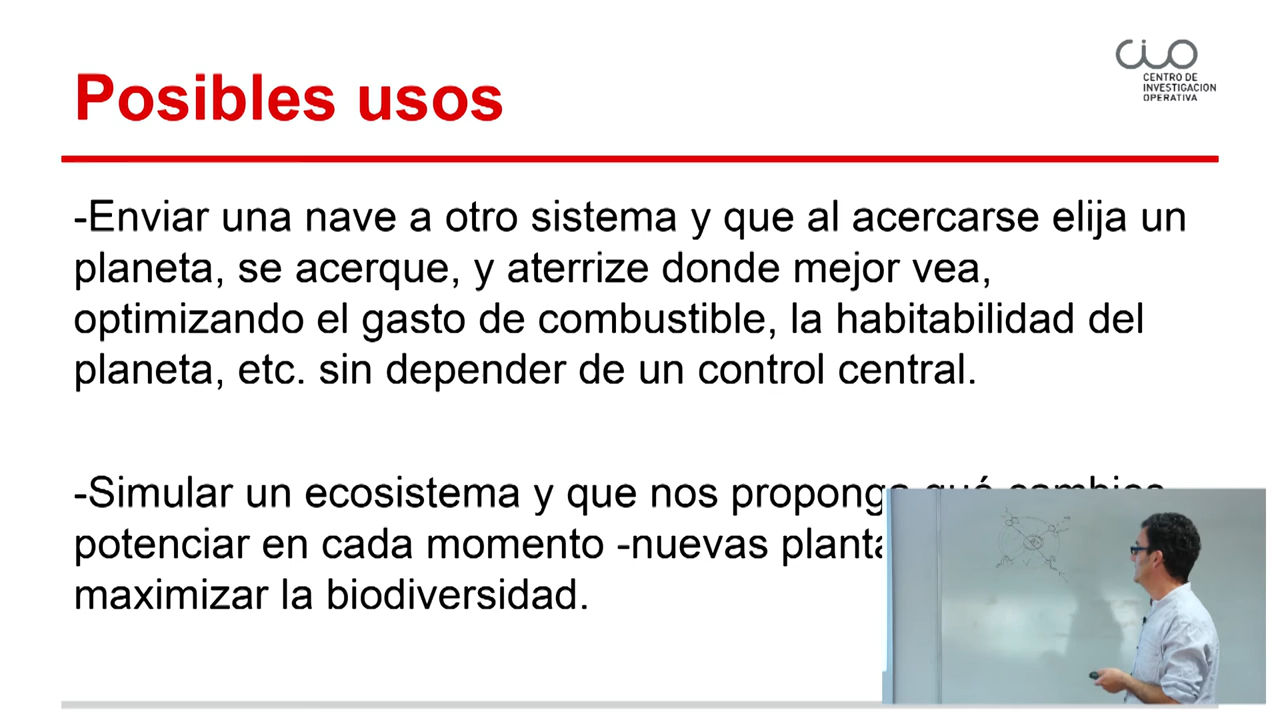 CIO
CENTRO DE
INVESTIGACION
OPERATIVA
Posibles usos
-Enviar una nave a otro sistema y que al acercarse elija un
planeta, se acerque, y aterrize donde mejor vea,
optimizando el gasto de combustible, la habitabilidad del
planeta, etc. sin depender de un control central.
-Simular un ecosistema y que nos proponga qué cambios
potenciar en cada momento -nuevas
maximizar la biodiversidad.